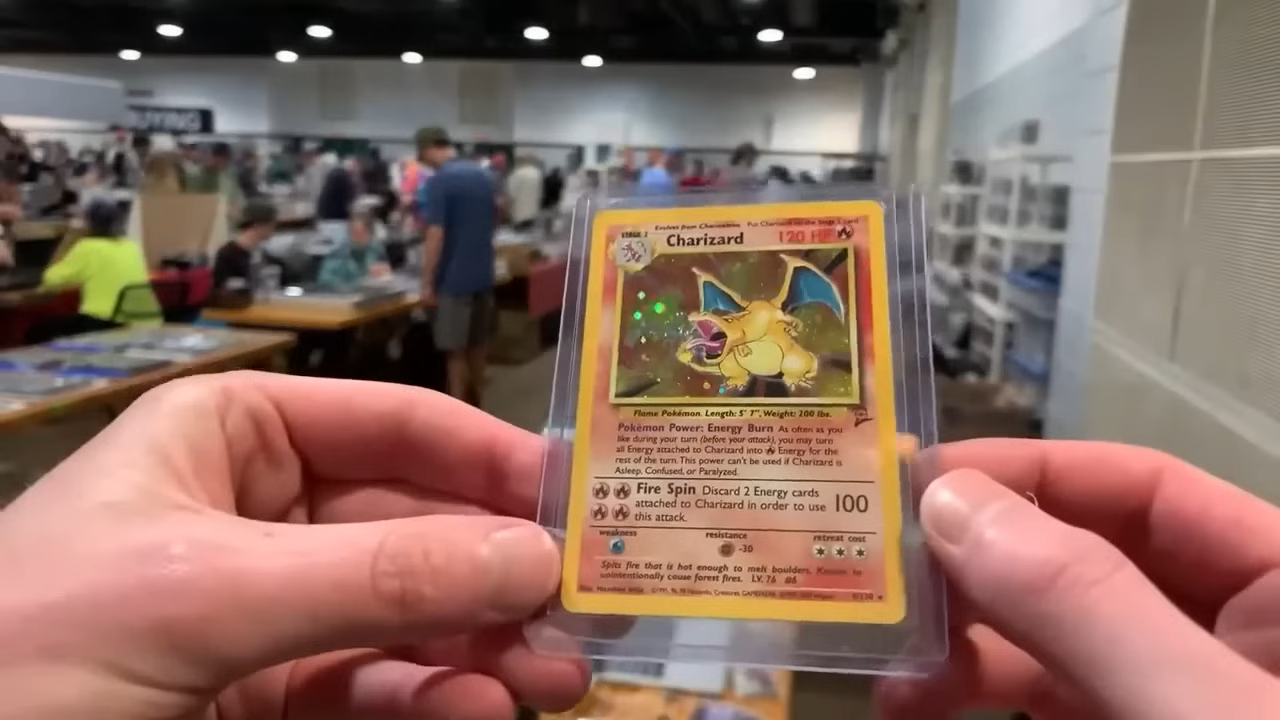 BUYING
Evolves from Charmeleon Put Charizard on the Stage 1 card
STAGE 2
Charizard 120 HP
Flame Pokémon. Length: 5' 7", Weight: 200 lbs.
Pokémon Power: Energy Burn As often as you
like during your turn (before your attack), you may turn
all Energy attached to Charizard into Energy for the
rest of the turn. This power can't be used if Charizard is
Asleep, Confused, or Paralyzed.
Fire Spin Discard 2 Energy cards
attached to Charizard in order to use 100
this attack.
weakness resistance retreat cost
-30
Spits fire that is hot enough to melt boulders. Known to
unintentionally cause forest fires. LV. 76 #6